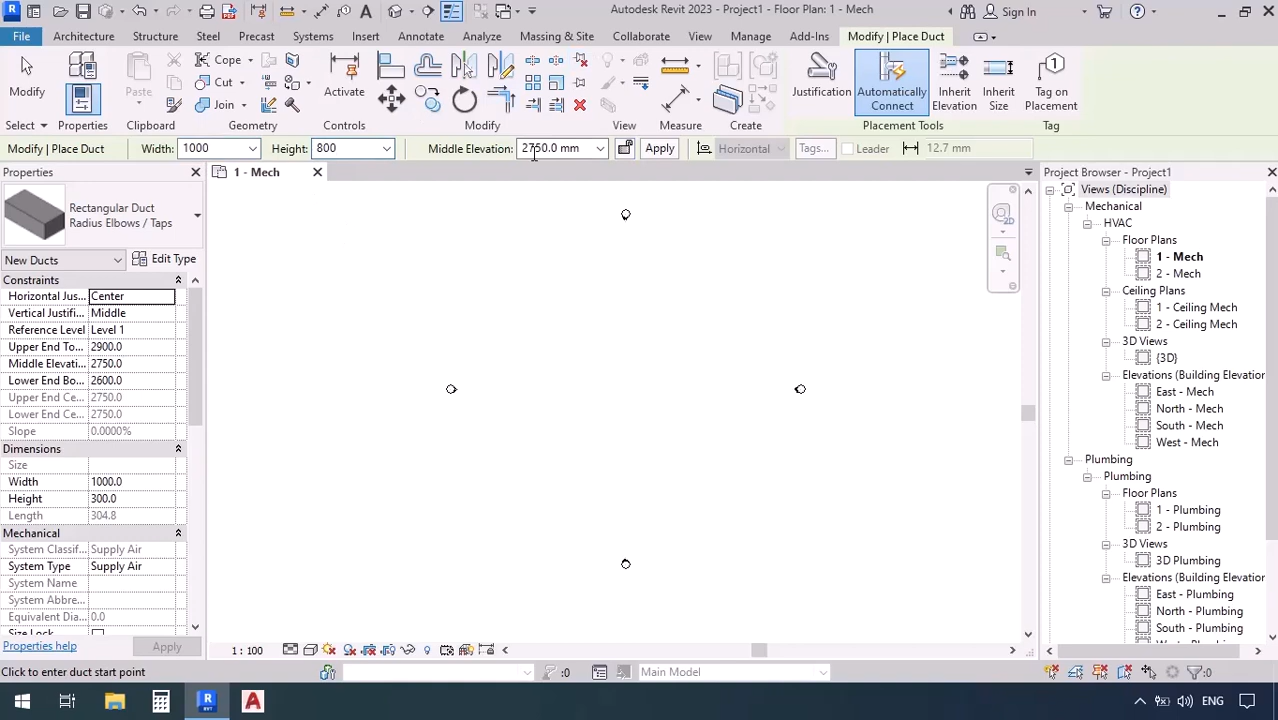 R
Autodesk Revit 2023 - Project1 - Floor Plan: 1 - Mech
Sign In
File
Architecture
Structure
Steel
Precast
Systems
Insert
Annotate
Analyze
Massing & Site
Collaborate
View
Manage
Add-Ins
Modify | Place Duct
Modify
Properties
Paste
Cope
Cut
Join
Activate
Justification
Automatically
Connect
Inherit
Elevation
Inherit
Size
Tag on
Placement
Select
Properties
Clipboard
Geometry
Controls
Modify
View
Measure
Create
Placement Tools
Tag
Modify | Place Duct
Width:
1000
Height:
800
Middle Elevation:
2750.0 mm
Apply
Horizontal
Tags...
Leader
12.7 mm
Properties
1 - Mech
Project Browser - Project1
Rectangular Duct
Radius Elbows / Taps
New Ducts
Edit Type
Constraints
Horizontal Jus... Center
Vertical Justifi... Middle
Reference Level Level 1
Upper End To... 2900.0
Middle Elevati... 2750.0
Lower End Bo... 2600.0
Upper End Ce... 2750.0
Lower End Ce... 2750.0
Slope 0.0000%
Dimensions
Size
Width 1000.0
Height 300.0
Length 304.8
Mechanical
System Classif... Supply Air
System Type Supply Air
System Name
System Abbre...
Equivalent Dia... 0.0
Size Lock
Properties help
Apply
2D
Views (Discipline)
Mechanical
HVAC
Floor Plans
1 - Mech
2 - Mech
Ceiling Plans
1 - Ceiling Mech
2 - Ceiling Mech
3D Views
{3D}
Elevations (Building Elevation
East - Mech
North - Mech
South - Mech
West - Mech
Plumbing
Plumbing
Floor Plans
1 - Plumbing
2 - Plumbing
3D Views
3D Plumbing
Elevations (Building Elevation
East - Plumbing
North - Plumbing
South - Plumbing
1 : 100
Click to enter duct start point
:0
Main Model
:0
ENG